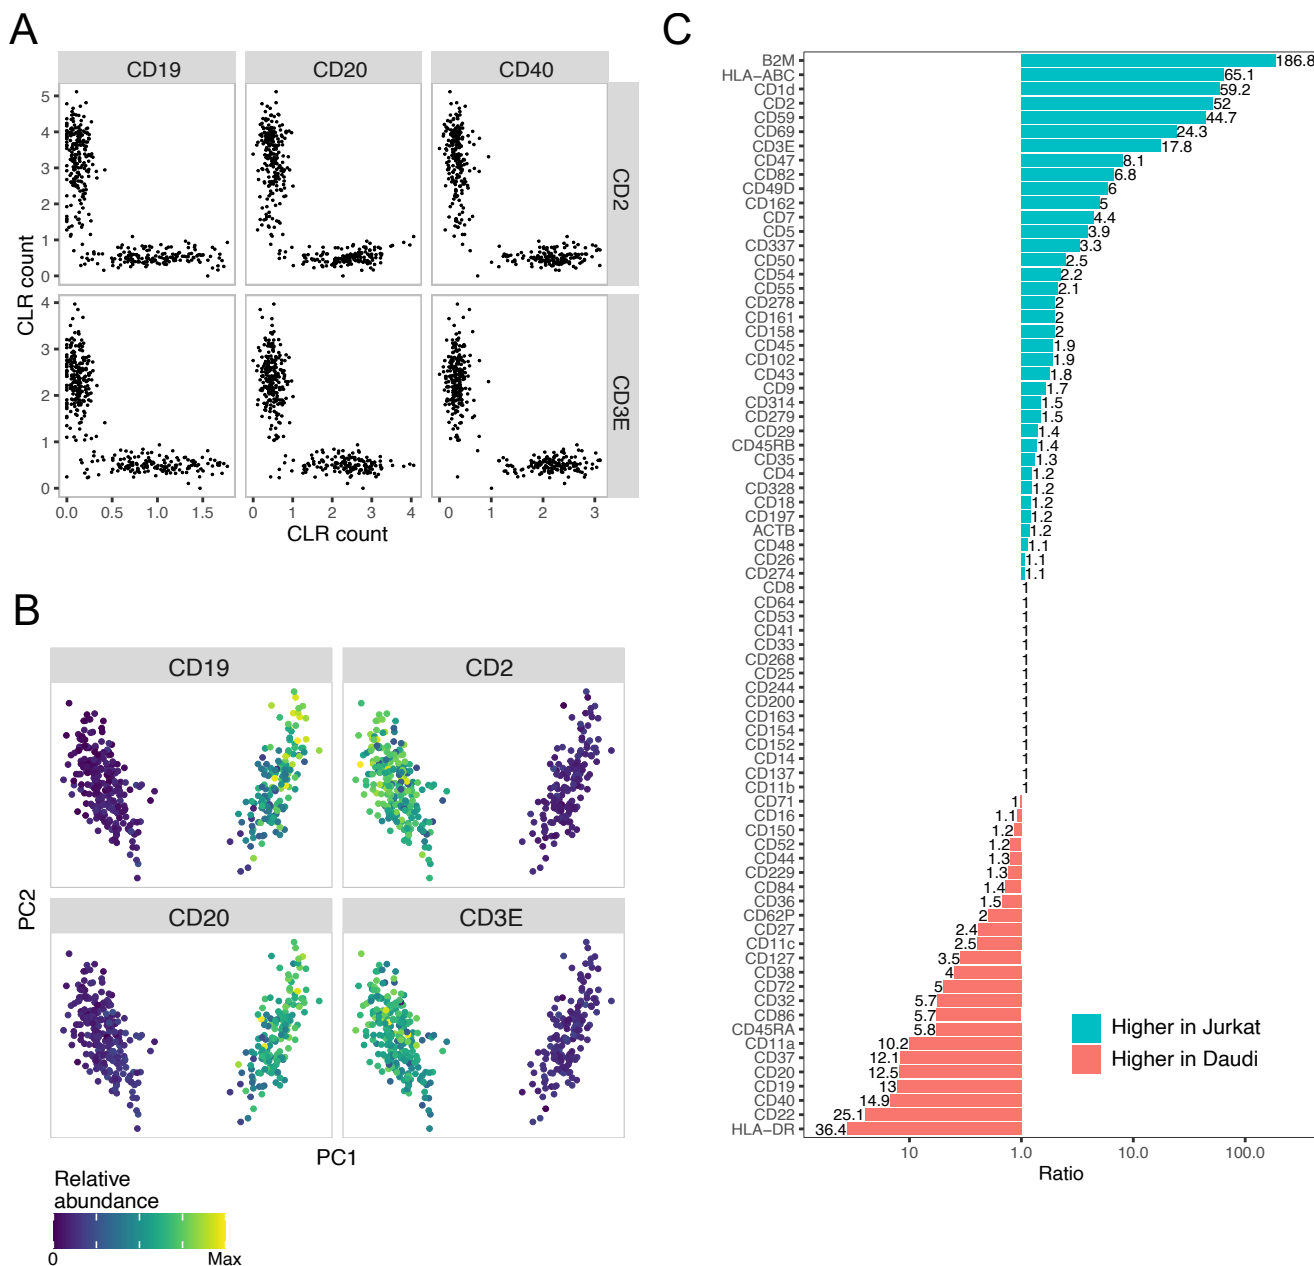 A
CD19
CD20
CD40
5
4
3
2
1
0
CD2
4
3
2
1
0
CD3E
CLR count
0.0
0.5
1.0
1.5
0
1
2
3
4
0
1
2
3
CLR count
B
CD19
CD2
CD20
CD3E
PC2
PC1
Relative
abundance
0
Max
C
B2M 186.8
HLA-ABC 65.1
CD1d 59.2
CD2 52
CD59 44.7
CD69 24.3
CD3E 17.8
CD47 8.1
CD82 6.8
CD49D 6
CD162 5
CD7 4.4
CD5 3.9
CD337 3.3
CD50 2.5
CD54 2.2
CD55 2.1
CD278 2
CD161 2
CD158 2
CD45 1.9
CD102 1.9
CD43 1.8
CD9 1.7
CD314 1.5
CD279 1.5
CD29 1.4
CD45RB 1.4
CD35 1.3
CD4 1.2
CD328 1.2
CD18 1.2
CD197 1.2
ACTB 1.2
CD48 1.1
CD26 1.1
CD274 1.1
CD8 1
CD64 1
CD53 1
CD41 1
CD33 1
CD268 1
CD25 1
CD244 1
CD200 1
CD163 1
CD154 1
CD152 1
CD14 1
CD137 1
CD11b 1
CD71 1
CD16 1.1
CD150 1.2
CD52 1.2
CD44 1.3
CD229 1.3
CD84 1.4
CD36 1.5
CD62P 2
CD27 2.4
CD11c 2.5
CD127 3.5
CD38 4
CD72 5
CD32 5.7
CD86 5.7
CD45RA 5.8
CD11a 10.2
CD37 12.1
CD20 12.5
CD19 13
CD40 14.9
CD22 25.1
HLA-DR 36.4
Higher in Jurkat
Higher in Daudi
10
1.0
10.0
100.0
Ratio